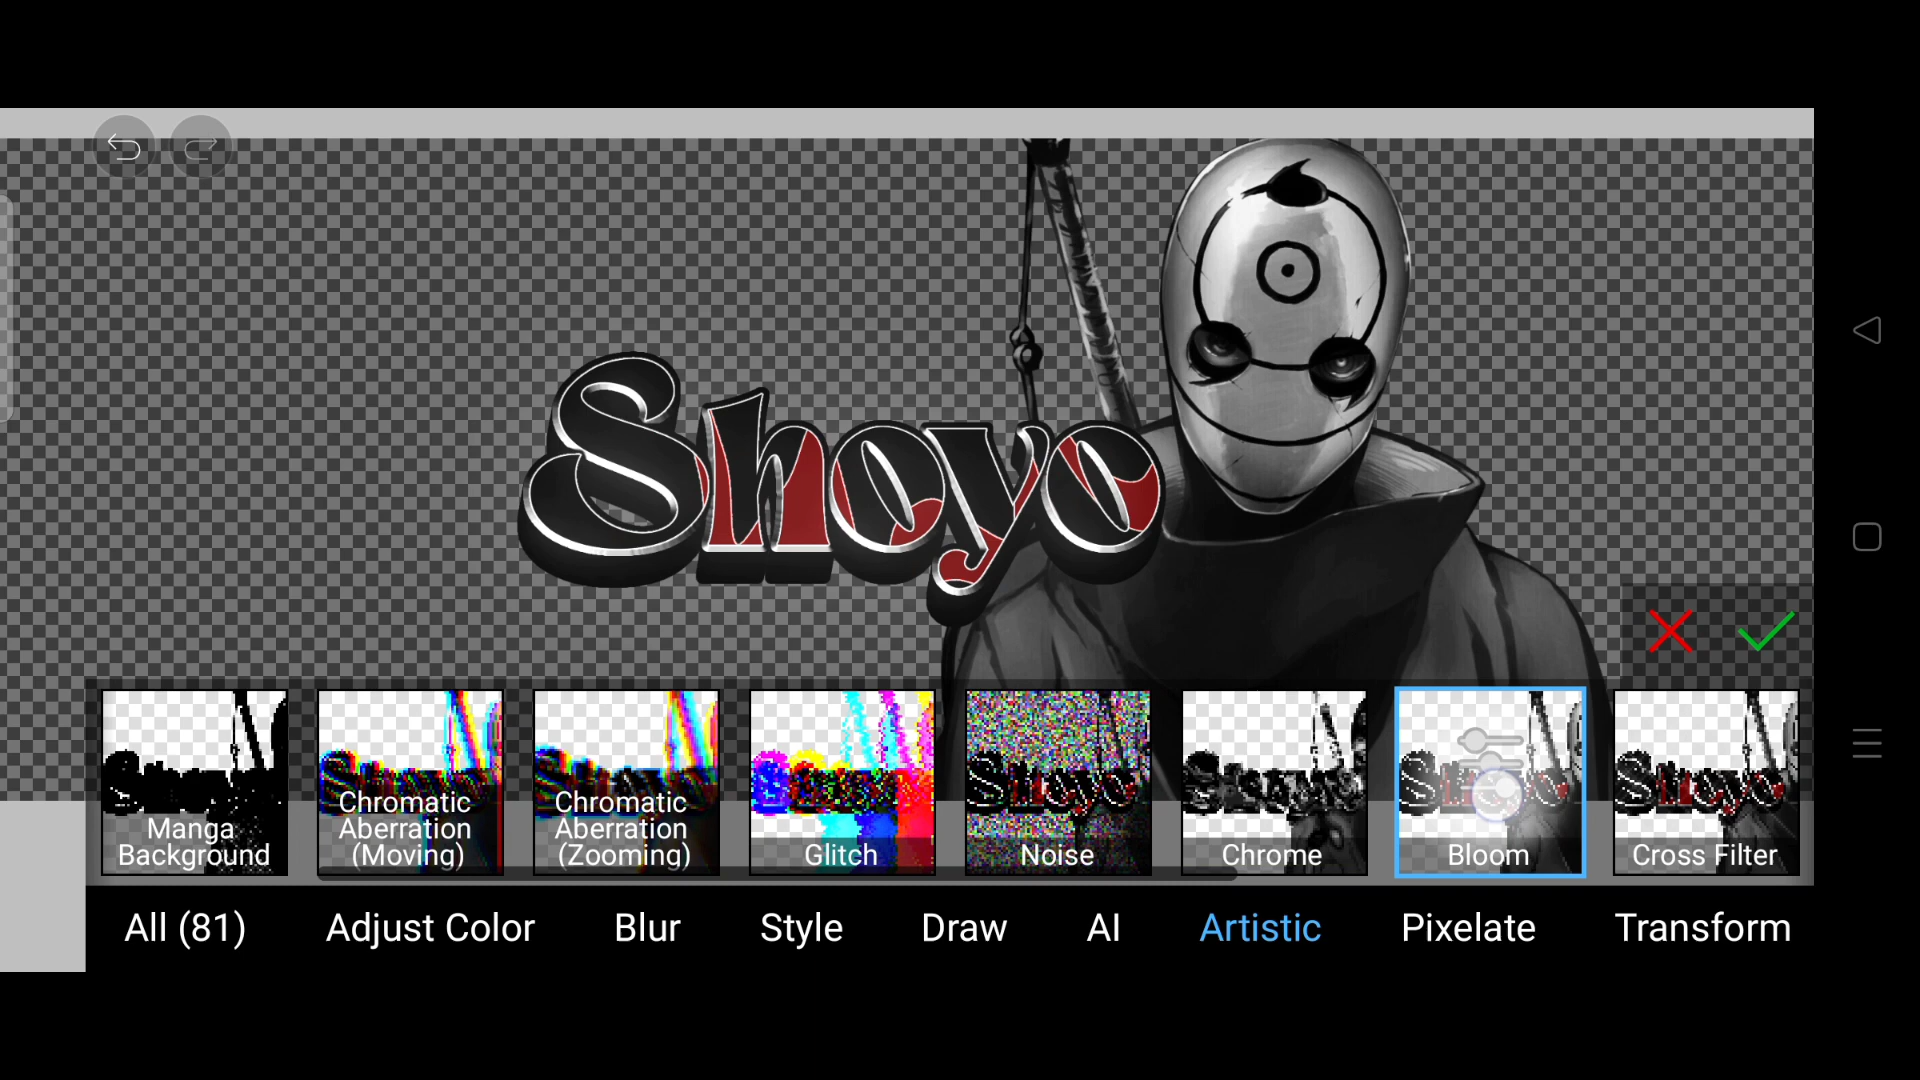 Shoyo
Manga
Background
Chromatic
Aberration
(Moving)
Chromatic
Aberration
(Zooming)
Glitch
Noise
Chrome
Bloom
Cross Filter
All (81)
Adjust Color
Blur
Style
Draw
AI
Artistic
Pixelate
Transform